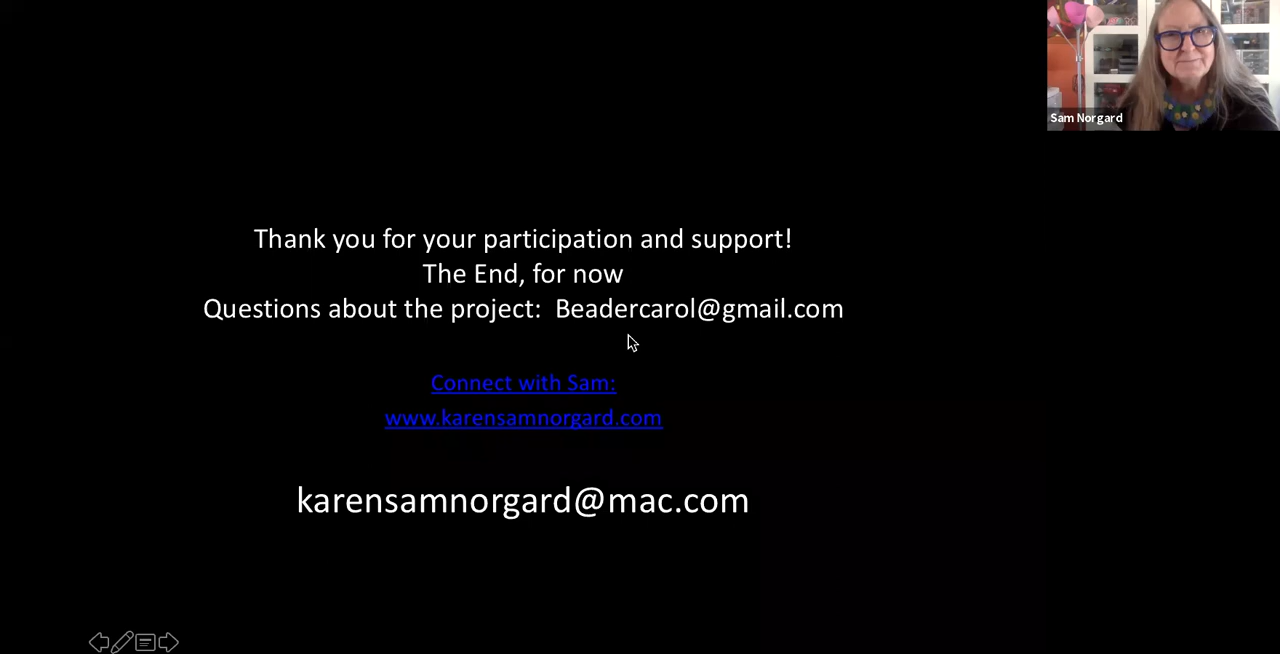 Sam Norgard
Thank you for your participation and support!
The End, for now
Questions about the project:  Beadercarol@gmail.com
Connect with Sam:
www.karensamnorgard.com
karensamnorgard@mac.com